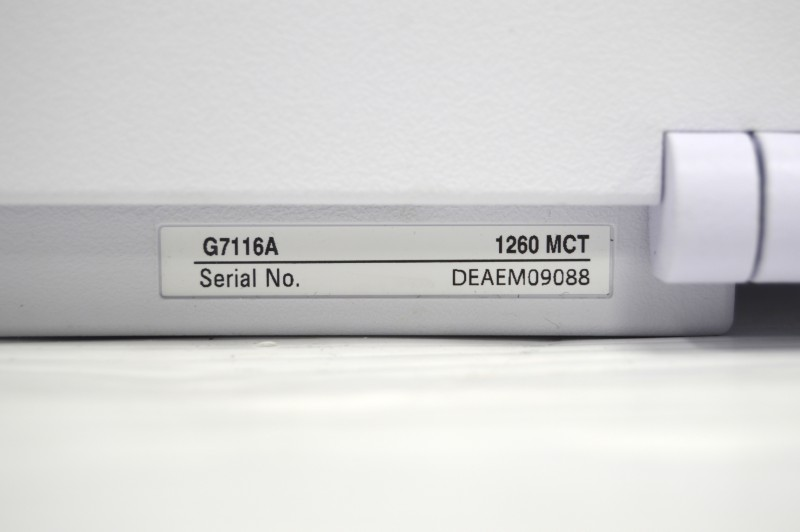 G7116A 1260 MCT
Serial No. DEAEM09088